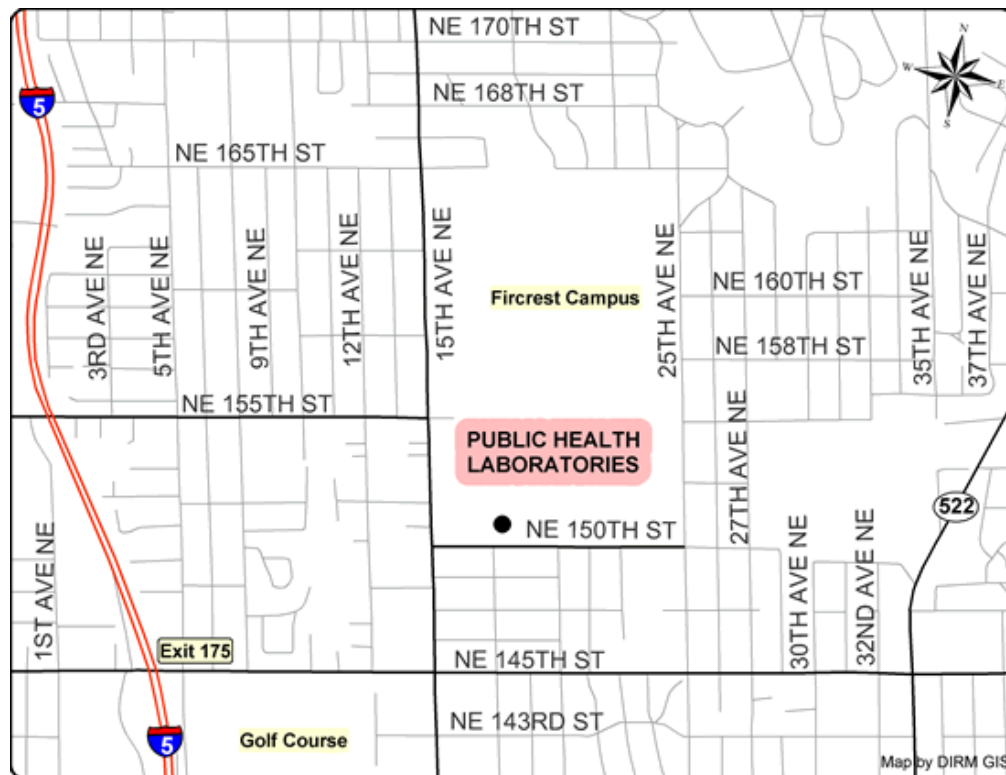 NE 170TH ST
N
W
E
S
5
NE 168TH ST
NE 165TH ST
3RD AVE NE
5TH AVE NE
9TH AVE NE
12TH AVE NE
15TH AVE NE
25TH AVE NE
35TH AVE NE
37TH AVE NE
Fircrest Campus
NE 160TH ST
NE 158TH ST
NE 155TH ST
PUBLIC HEALTH
LABORATORIES
27TH AVE NE
522
NE 150TH ST
1ST AVE NE
30TH AVE NE
32ND AVE NE
Exit 175
NE 145TH ST
NE 143RD ST
5
Golf Course
Map by DIRM GIS